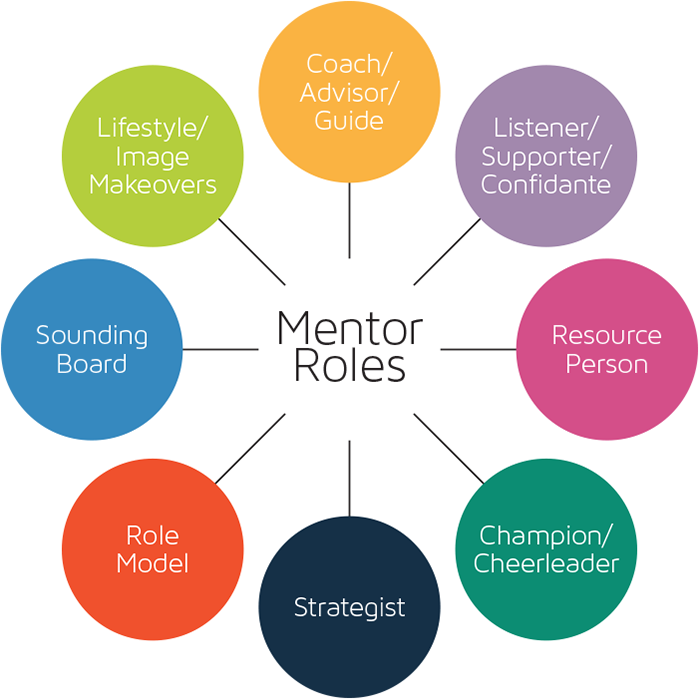 Coach/
Advisor/
Guide
Listener/
Supporter/
Confidante
Resource
Person
Champion/
Cheerleader
Strategist
Role
Model
Sounding
Board
Lifestyle/
Image
Makeovers
Mentor
Roles